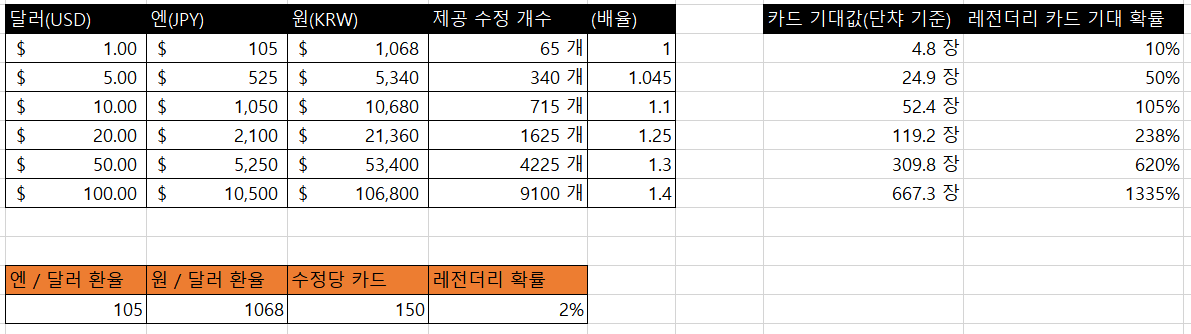 달러(USD) 엔(JPY) 원(KRW) 제공 수정 개수 (배율) 카드 기대값(단챠 기준) 레전더리 카드 기대 확률
$ 1.00 $ 105 $ 1,068 65 개 1 4.8 장 10%
$ 5.00 $ 525 $ 5,340 340 개 1.045 24.9 장 50%
$ 10.00 $ 1,050 $ 10,680 715 개 1.1 52.4 장 105%
$ 20.00 $ 2,100 $ 21,360 1625 개 1.25 119.2 장 238%
$ 50.00 $ 5,250 $ 53,400 4225 개 1.3 309.8 장 620%
$ 100.00 $ 10,500 $ 106,800 9100 개 1.4 667.3 장 1335%
엔 / 달러 환율 원 / 달러 환율 수정당 카드 레전더리 확률
105 1068 150 2%